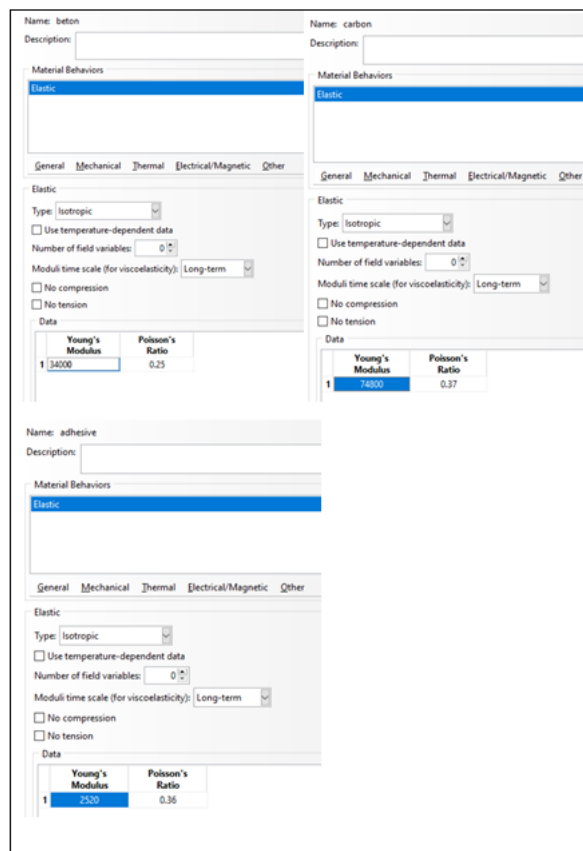 Name: beton
Description:
Material Behaviors
Elastic
General Mechanical Thermal Electrical/Magnetic Other
Elastic
Type: Isotropic
Use temperature-dependent data
Number of field variables: 0
Moduli time scale (for viscoelasticity): Long-term
No compression
No tension
Data
Young's Modulus Poisson's Ratio
1 34000 0.25
Name: carbon
Description:
Material Behaviors
Elastic
General Mechanical Thermal Electrical/Magnetic Other
Elastic
Type: Isotropic
Use temperature-dependent data
Number of field variables: 0
Moduli time scale (for viscoelasticity): Long-term
No compression
No tension
Data
Young's Modulus Poisson's Ratio
1 74800 0.37
Name: adhesive
Description:
Material Behaviors
Elastic
General Mechanical Thermal Electrical/Magnetic Other
Elastic
Type: Isotropic
Use temperature-dependent data
Number of field variables: 0
Moduli time scale (for viscoelasticity): Long-term
No compression
No tension
Data
Young's Modulus Poisson's Ratio
1 2520 0.36